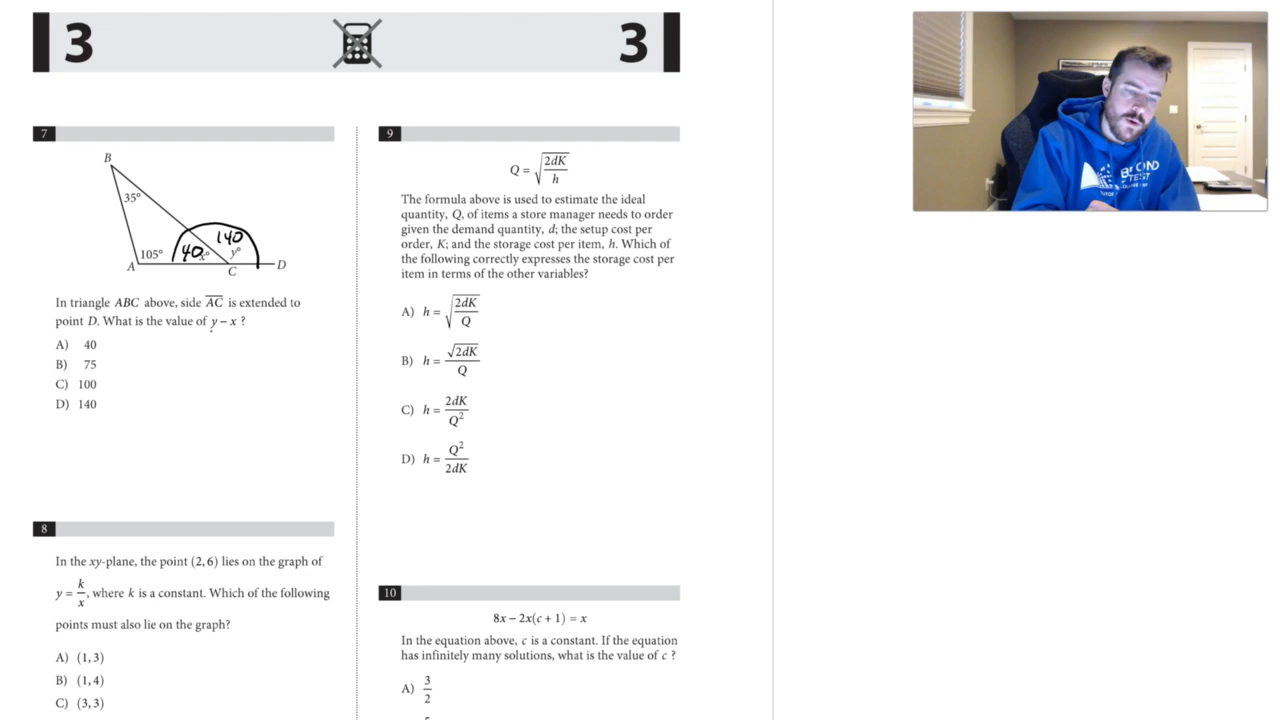 3
3
7
B
35°
105°
40
x°
140
y°
A
C
D
In triangle ABC above, side AC is extended to
point D. What is the value of y − x ?
A) 40
B) 75
C) 100
D) 140
8
In the xy-plane, the point (2, 6) lies on the graph of
y = k/x, where k is a constant. Which of the following
points must also lie on the graph?
A) (1, 3)
B) (1, 4)
C) (3, 3)
9
Q = √(2dK/h)
The formula above is used to estimate the ideal
quantity, Q, of items a store manager needs to order
given the demand quantity, d; the setup cost per
order, K; and the storage cost per item, h. Which of
the following correctly expresses the storage cost per
item in terms of the other variables?
A) h = √(2dK/Q)
B) h = √2dK/Q
C) h = 2dK/Q²
D) h = Q²/2dK
10
8x − 2x(c + 1) = x
In the equation above, c is a constant. If the equation
has infinitely many solutions, what is the value of c ?
A) 3/2